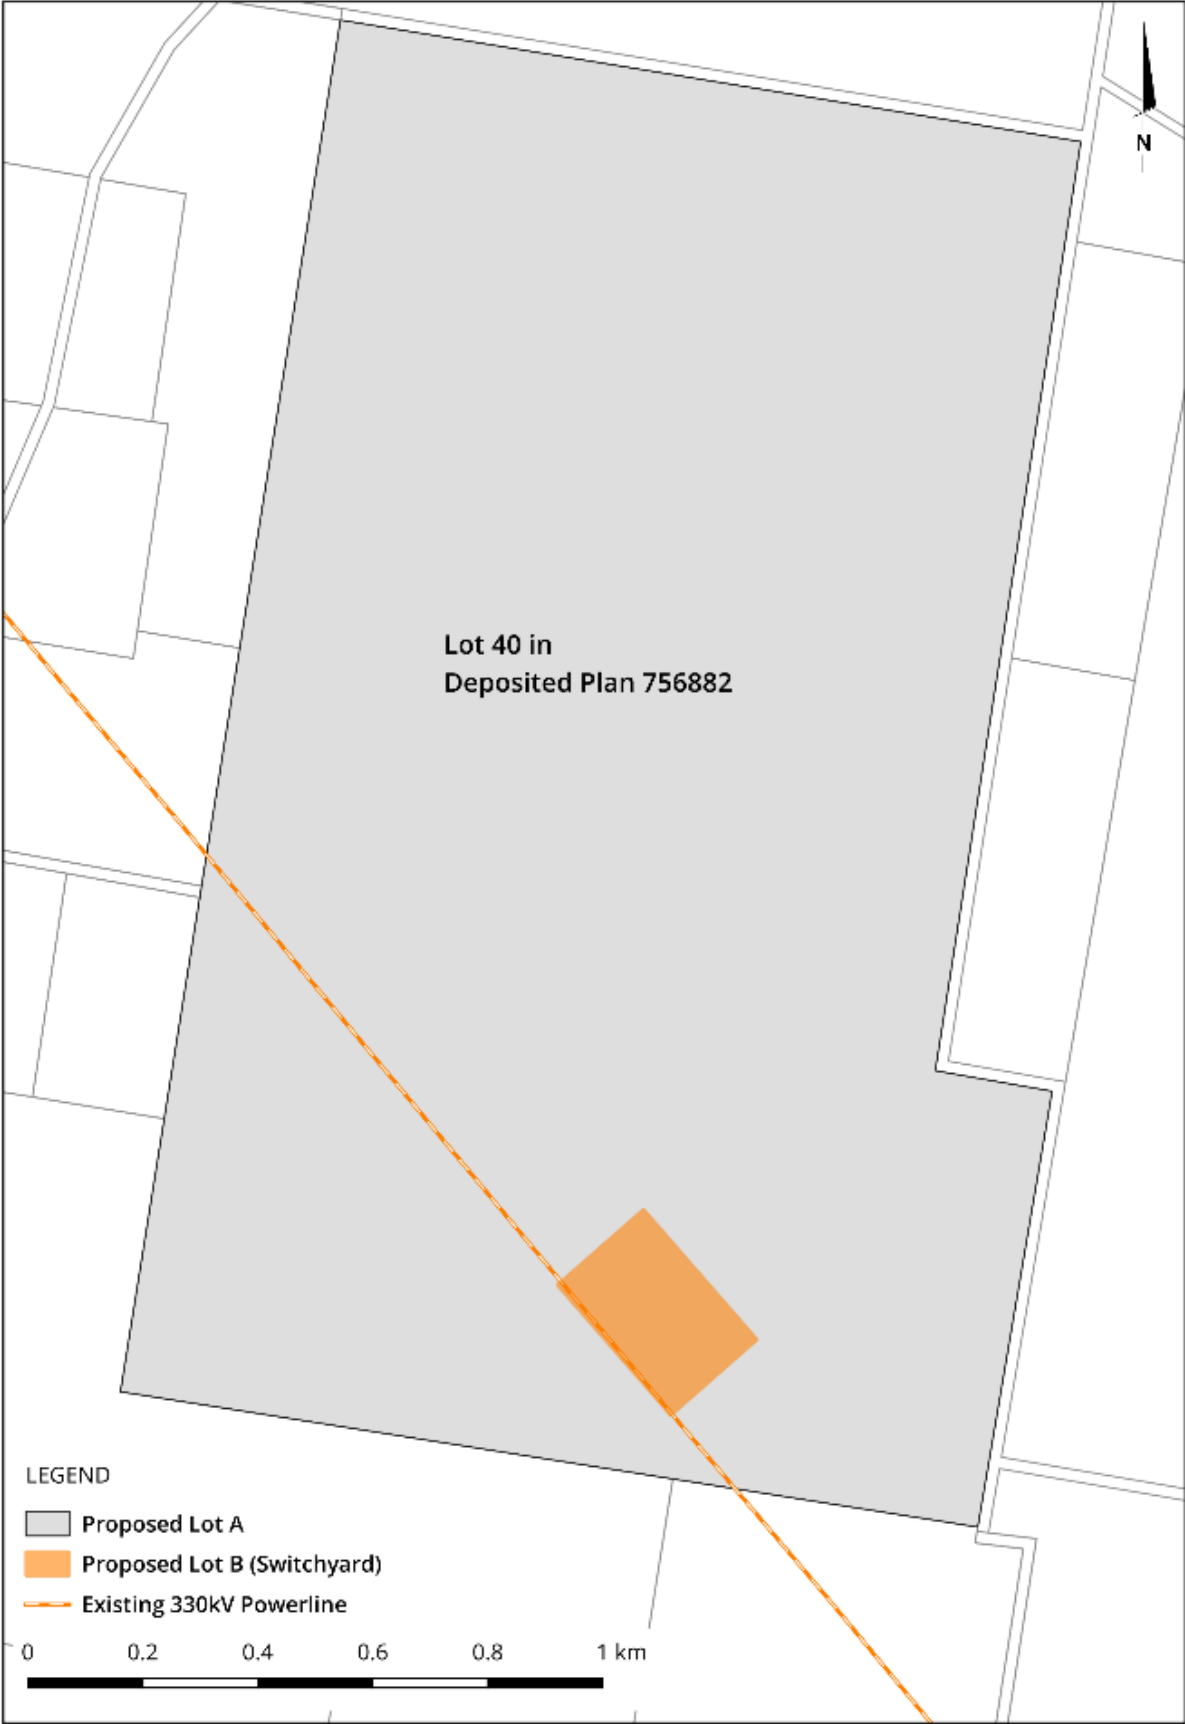 N
Lot 40 in
Deposited Plan 756882
LEGEND
Proposed Lot A
Proposed Lot B (Switchyard)
Existing 330kV Powerline
0 0.2 0.4 0.6 0.8 1 km